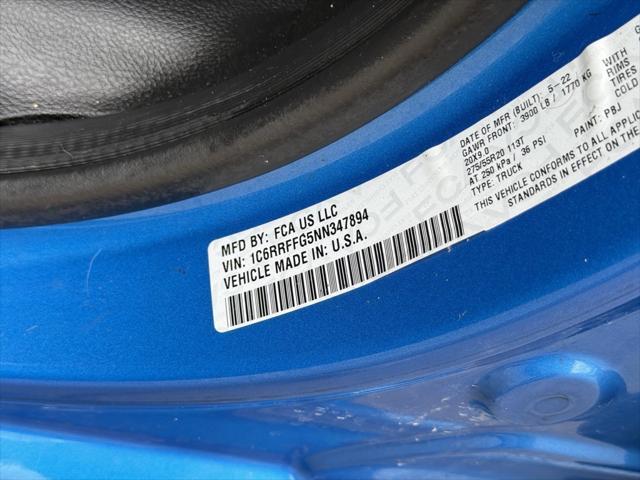 MFD BY: FCA US LLC
VIN: 1C6RRFFG5NN347894
VEHICLE MADE IN: U.S.A.
DATE OF MFR (BUILT): 5-22
GAWR FRONT: 3900 LB / 1770 KG WITH
20X9.0 RIMS
275/55R20 113T TIRES
AT 250 kPa / 36 PSI COLD
TYPE: TRUCK PAINT: PBJ
THIS VEHICLE CONFORMS TO ALL
STANDARDS IN EFFECT ON THE